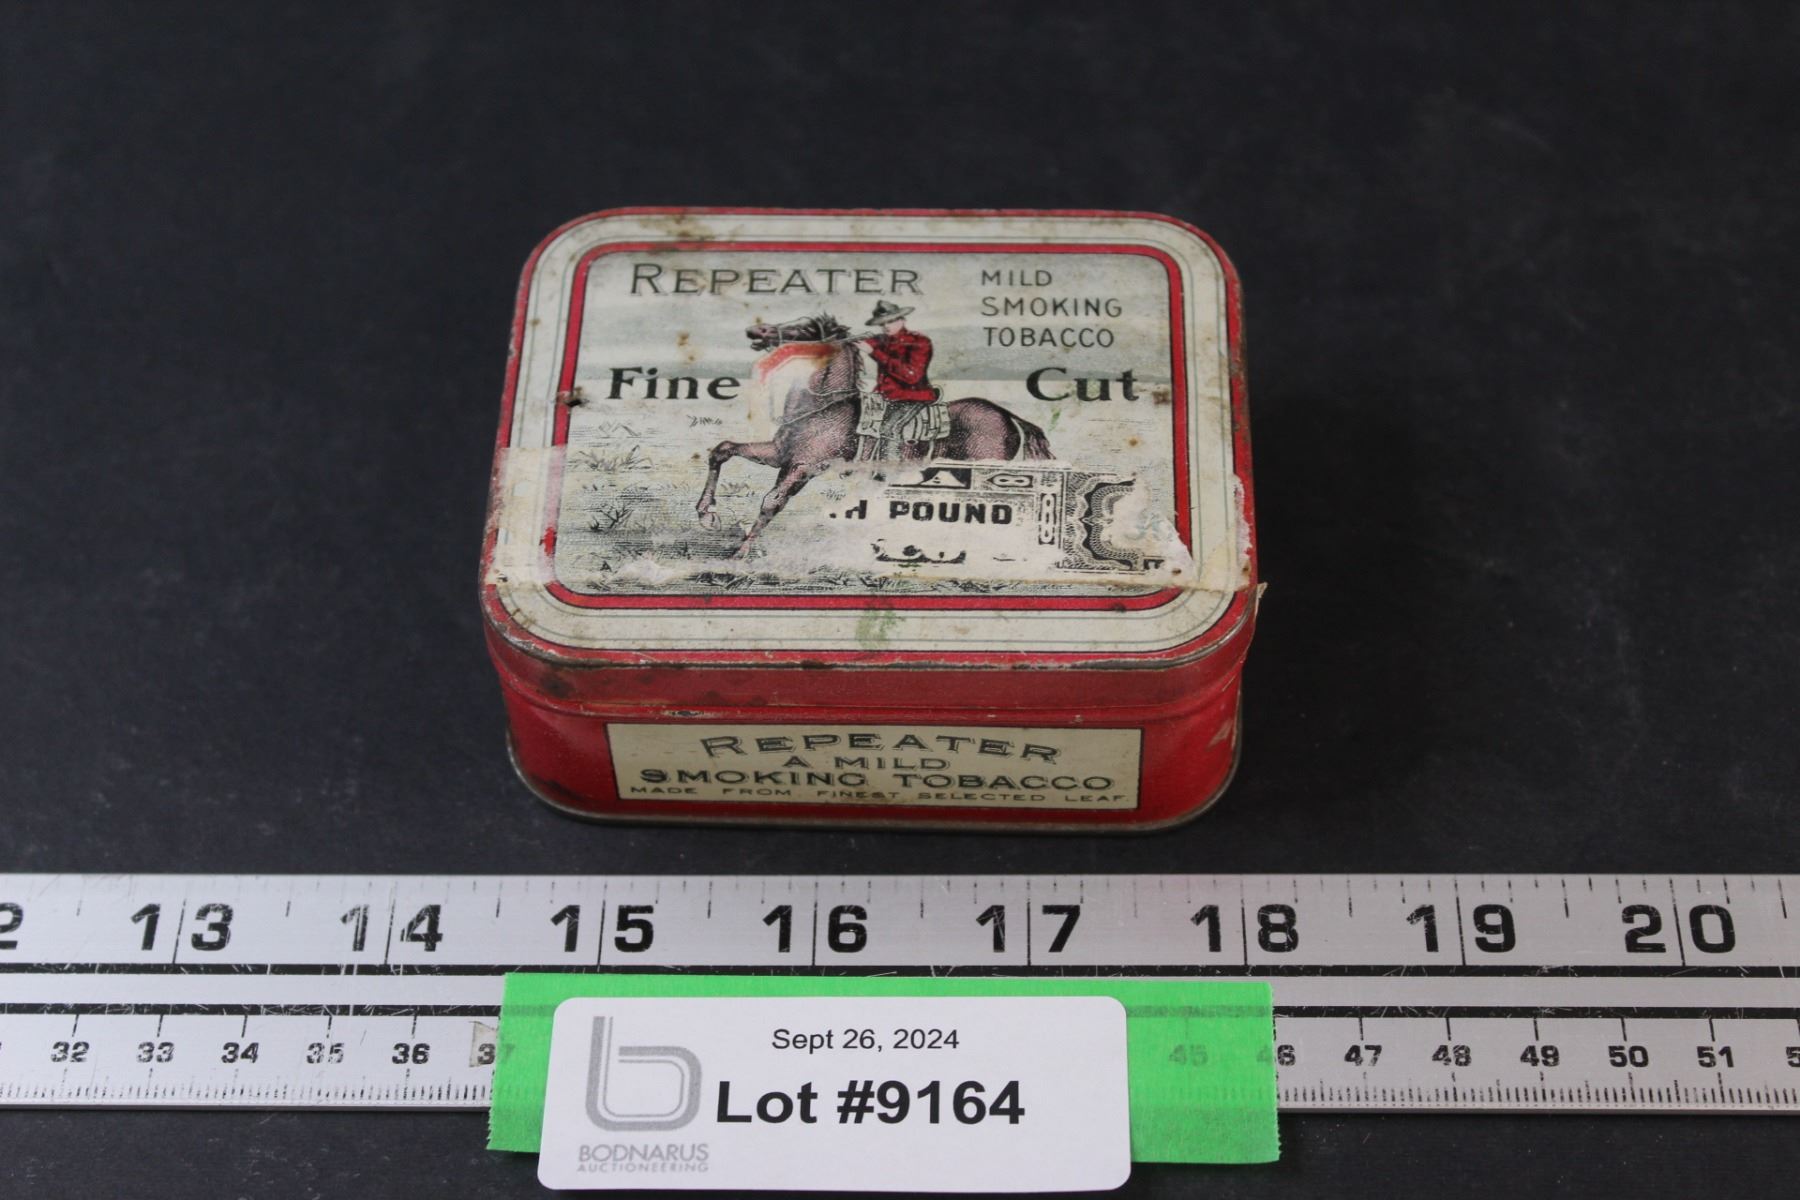 REPEATER
MILD
SMOKING
TOBACCO
Fine Cut
A 8
H POUND
REPEATER
A MILD
SMOKING TOBACCO
MADE FROM FINEST SELECTED LEAF
2 13 14 15 16 17 18 19 20
32 33 34 35 36 37 45 46 47 48 49 50 51 5
Sept 26, 2024
Lot #9164
BODNARUS
AUCTIONEERING